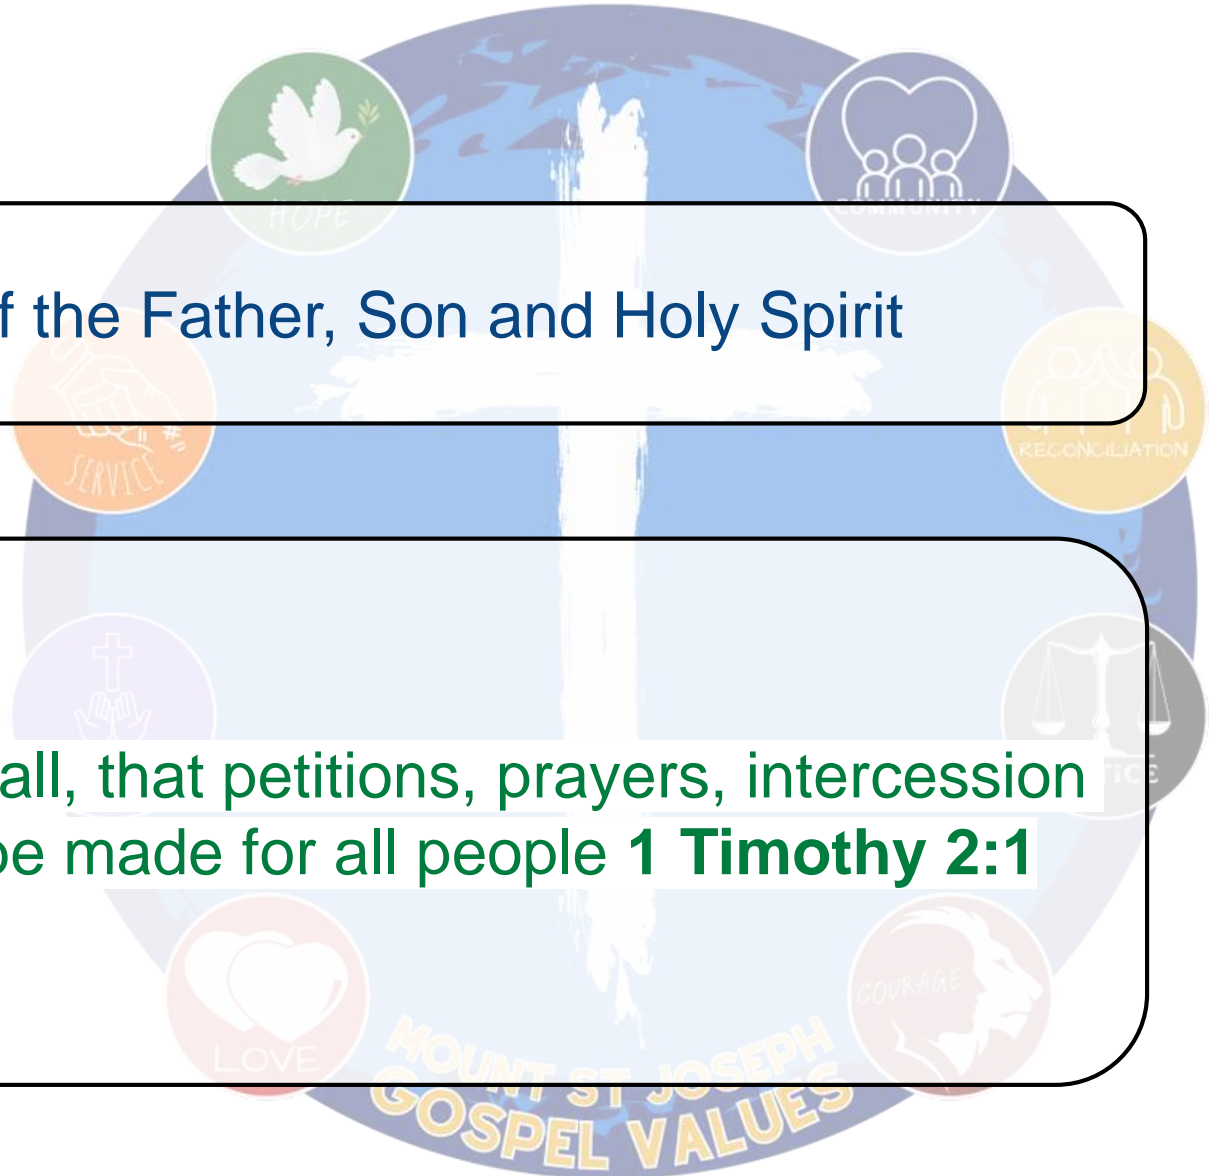 HOPE
COMMUNITY
f the Father, Son and Holy Spirit
SERVICE
RECONCILIATION
all, that petitions, prayers, intercession
be made for all people 1 Timothy 2:1
LOVE
COURAGE
MOUNT ST JOSEPH
GOSPEL VALUES